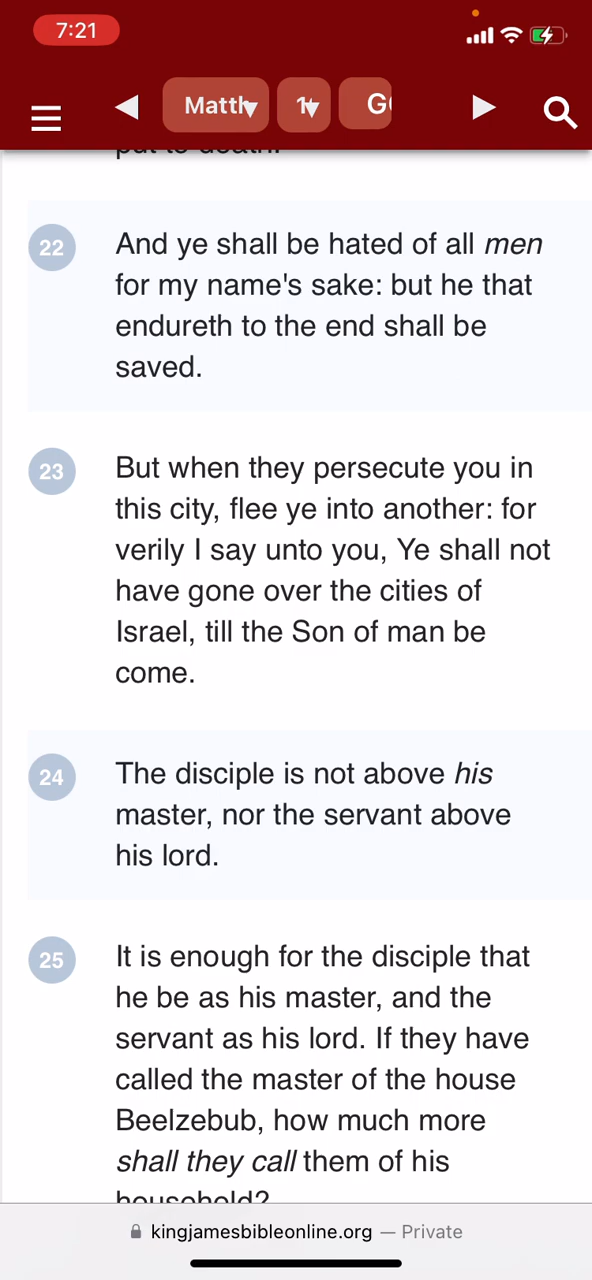 7:21
Matth
1
G
put to death.
22 And ye shall be hated of all men
for my name's sake: but he that
endureth to the end shall be
saved.
23 But when they persecute you in
this city, flee ye into another: for
verily I say unto you, Ye shall not
have gone over the cities of
Israel, till the Son of man be
come.
24 The disciple is not above his
master, nor the servant above
his lord.
25 It is enough for the disciple that
he be as his master, and the
servant as his lord. If they have
called the master of the house
Beelzebub, how much more
shall they call them of his
household?
kingjamesbibleonline.org — Private